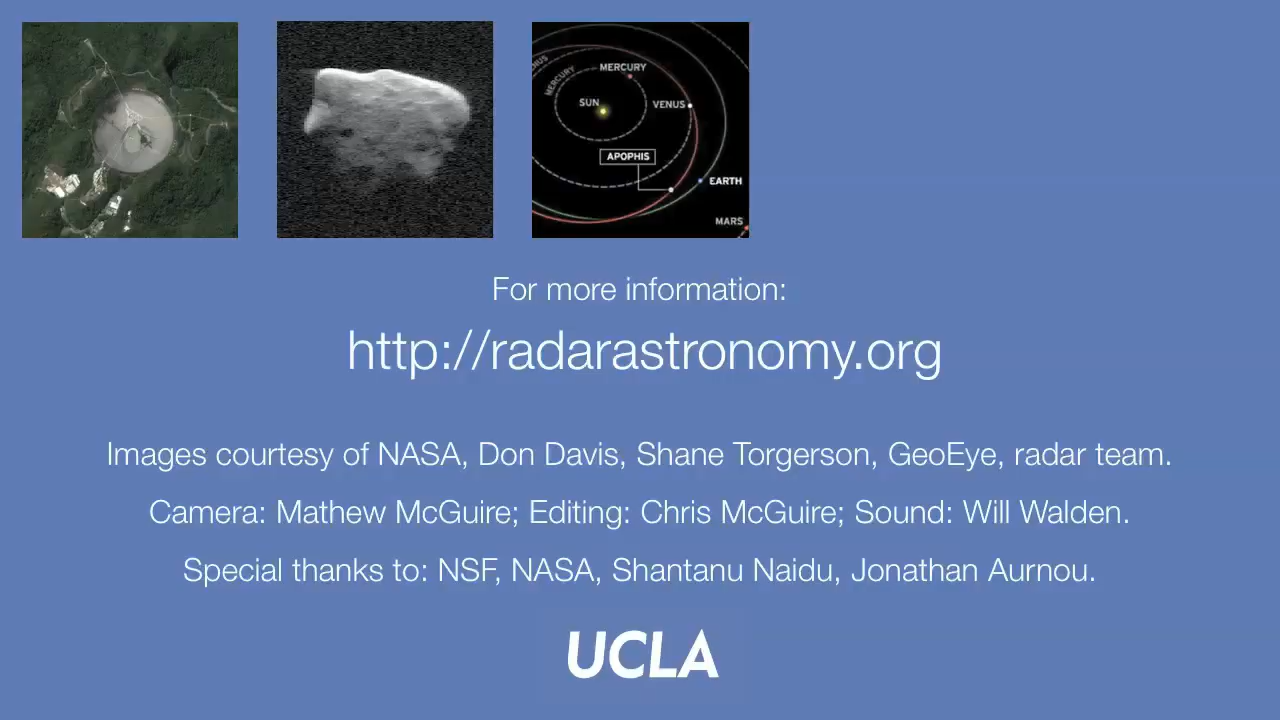 NUS
MERCURY
MERCURY
SUN
VENUS
APOPHIS
EARTH
MARS
For more information:
http://radarastronomy.org
Images courtesy of NASA, Don Davis, Shane Torgerson, GeoEye, radar team.
Camera: Mathew McGuire; Editing: Chris McGuire; Sound: Will Walden.
Special thanks to: NSF, NASA, Shantanu Naidu, Jonathan Aurnou.
UCLA